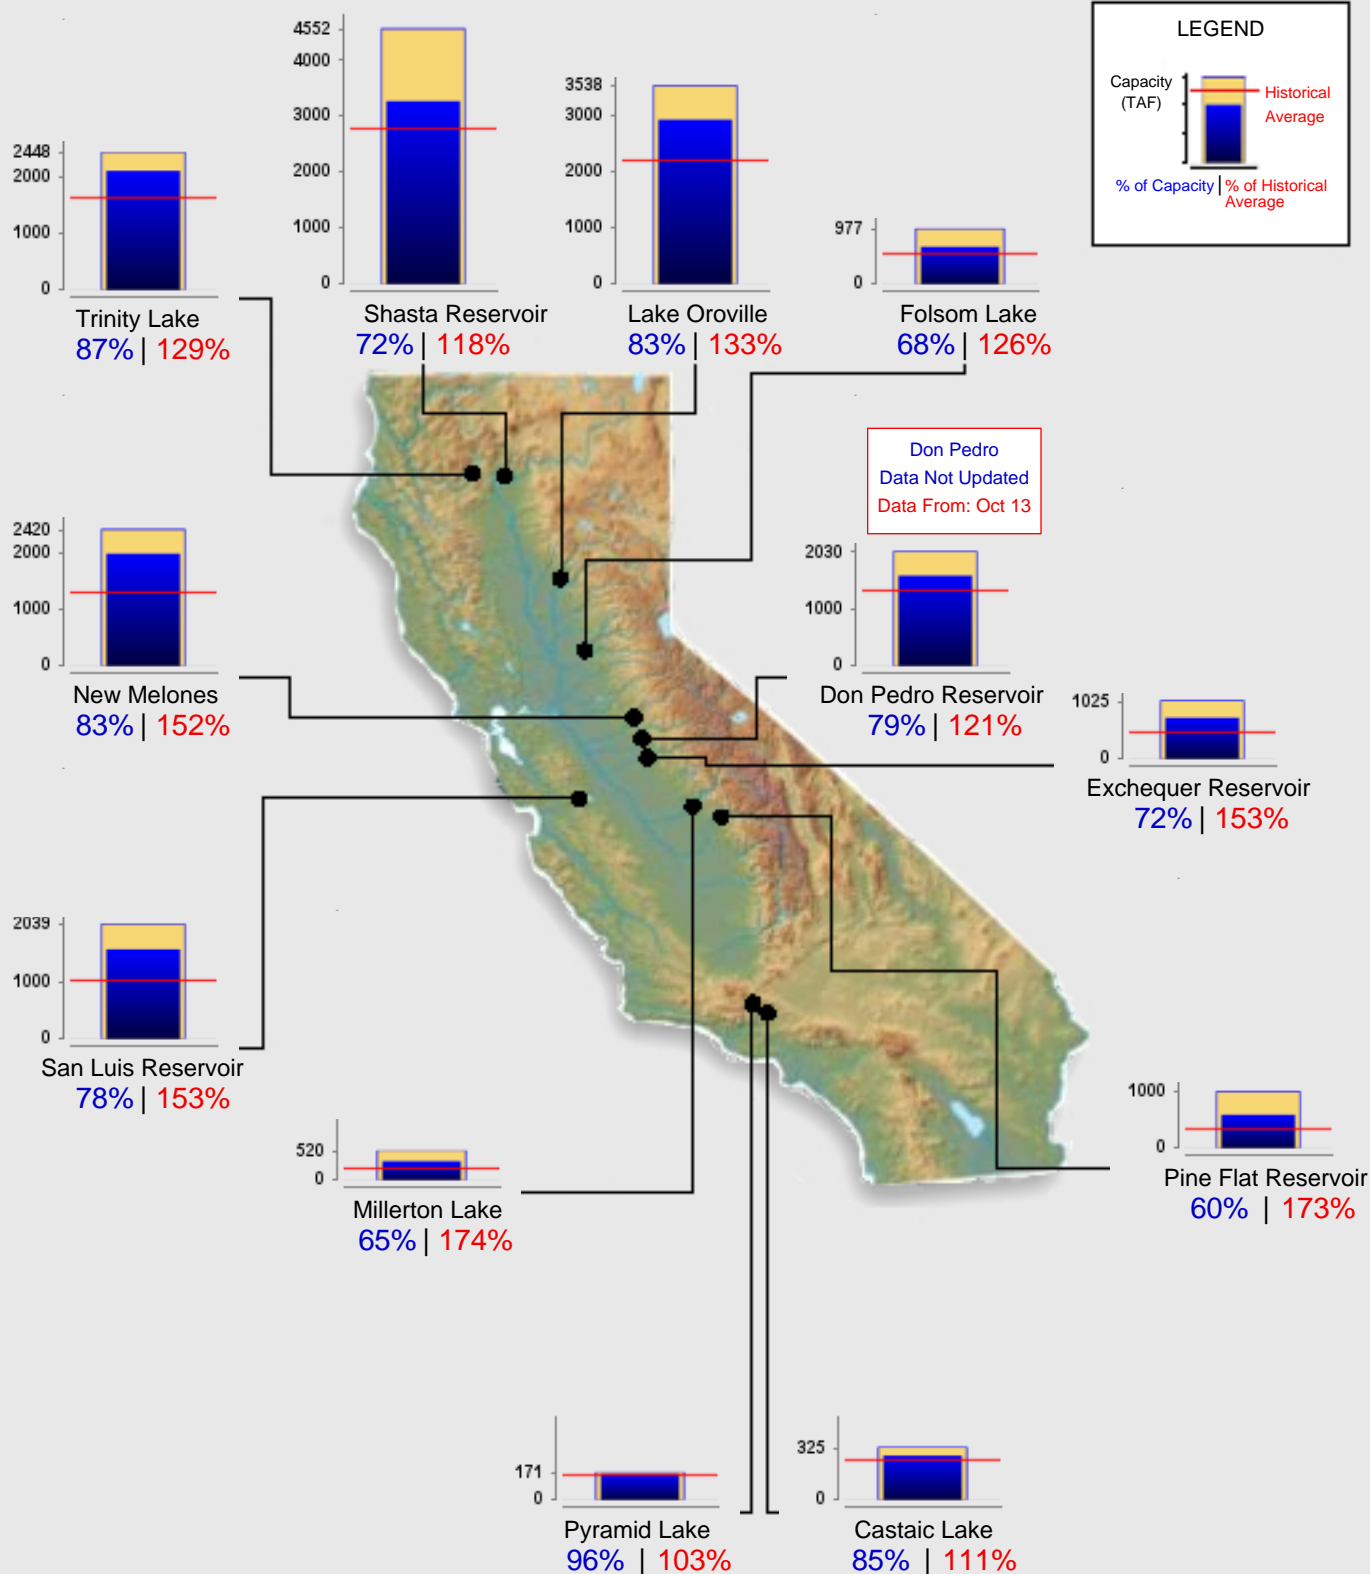 LEGEND
Capacity
(TAF)
Historical
Average
% of Capacity | % of Historical
Average
4552
4000
3000
2000
1000
0
Shasta Reservoir
72% | 118%
3538
3000
2000
1000
0
Lake Oroville
83% | 133%
2448
2000
1000
0
Trinity Lake
87% | 129%
977
0
Folsom Lake
68% | 126%
Don Pedro
Data Not Updated
Data From: Oct 13
2420
2000
1000
0
New Melones
83% | 152%
2030
1000
0
Don Pedro Reservoir
79% | 121%
1025
0
Exchequer Reservoir
72% | 153%
2039
1000
0
San Luis Reservoir
78% | 153%
520
0
Millerton Lake
65% | 174%
1000
0
Pine Flat Reservoir
60% | 173%
171
0
Pyramid Lake
96% | 103%
325
0
Castaic Lake
85% | 111%